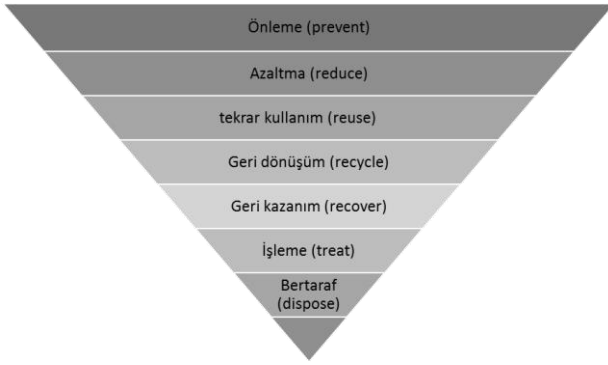 Önleme (prevent)
Azaltma (reduce)
tekrar kullanım (reuse)
Geri dönüşüm (recycle)
Geri kazanım (recover)
İşleme (treat)
Bertaraf
(dispose)